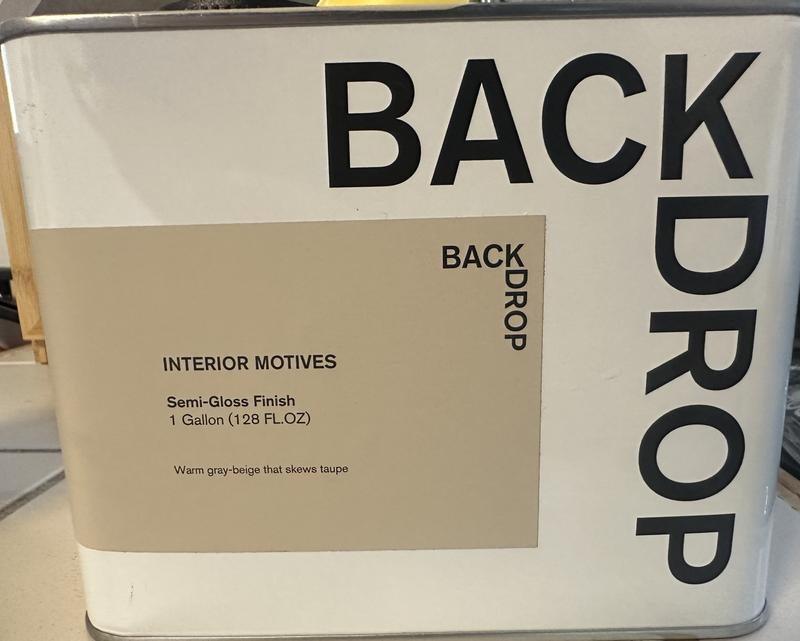 BACK
DROP
BACK
DROP
INTERIOR MOTIVES
Semi-Gloss Finish
1 Gallon (128 FL.OZ)
Warm gray-beige that skews taupe